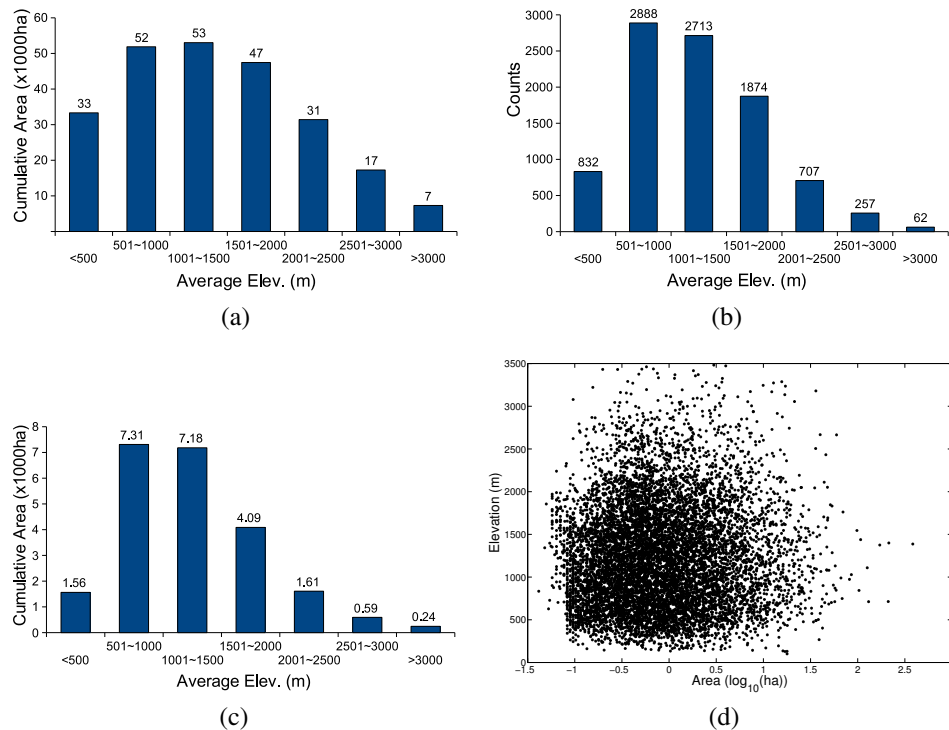 60
50
40
30
20
10
Cumulative Area (x1000ha)
33
52
53
47
31
17
7
501~1000 1501~2000 2501~3000
<500 1001~1500 2001~2500 >3000
Average Elev. (m)
(a)
3000
2500
2000
1500
1000
500
0
Counts
832
2888
2713
1874
707
257
62
501~1000 1501~2000 2501~3000
<500 1001~1500 2001~2500 >3000
Average Elev. (m)
(b)
8
7
6
5
4
3
2
1
0
Cumulative Area (x1000ha)
1.56
7.31
7.18
4.09
1.61
0.59
0.24
501~1000 1501~2000 2501~3000
<500 1001~1500 2001~2500 >3000
Average Elev. (m)
(c)
3500
3000
2500
2000
1500
1000
500
0
Elevation (m)
−1.5 −1 −0.5 0 0.5 1 1.5 2 2.5
Area (log10(ha))
(d)